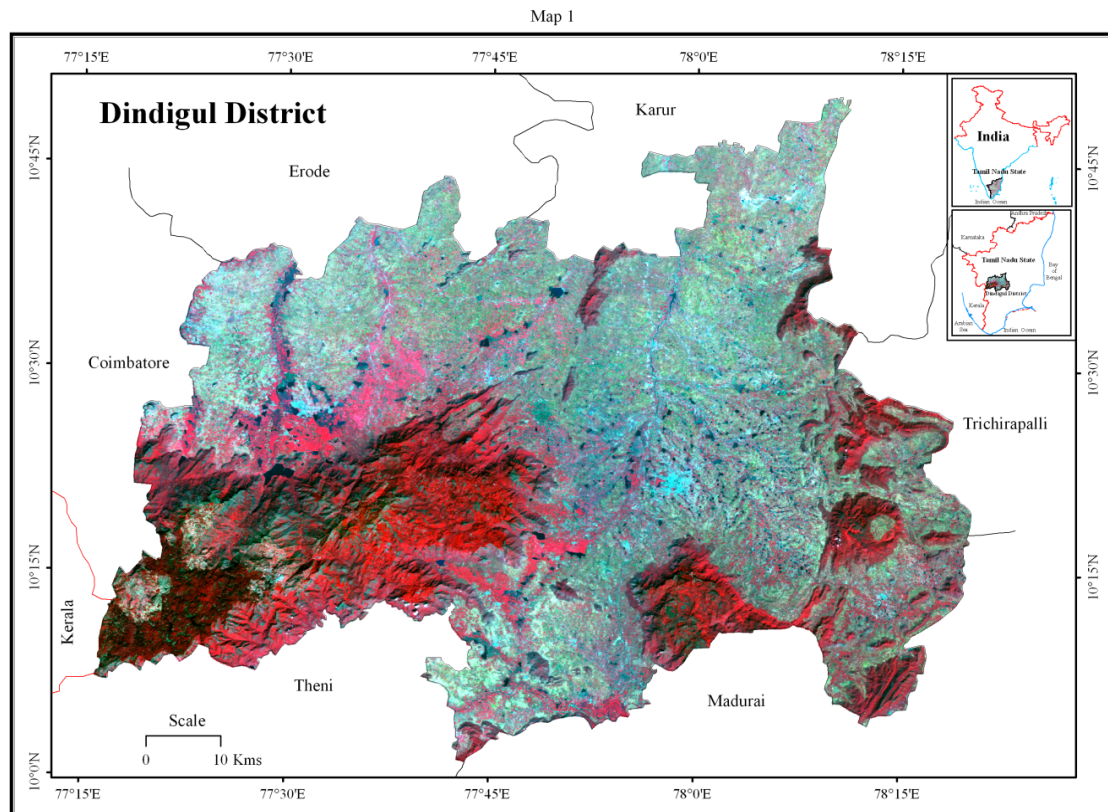 Map 1
77°15'E 77°30'E 77°45'E 78°0'E 78°15'E
Dindigul District
Karur
Erode
India
Tamil Nadu State
Indian Ocean
Andhra Pradesh
Karnataka
Tamil Nadu State
Bay
of
Bengal
Dindigul District
Kerala
Arabian
Sea
Indian Ocean
10°45'N
10°45'N
10°30'N
10°30'N
Coimbatore
Trichirapalli
10°15'N
10°15'N
Kerala
Theni
Madurai
Scale
0 10 Kms
10°0'N
10°0'N
77°15'E 77°30'E 77°45'E 78°0'E 78°15'E